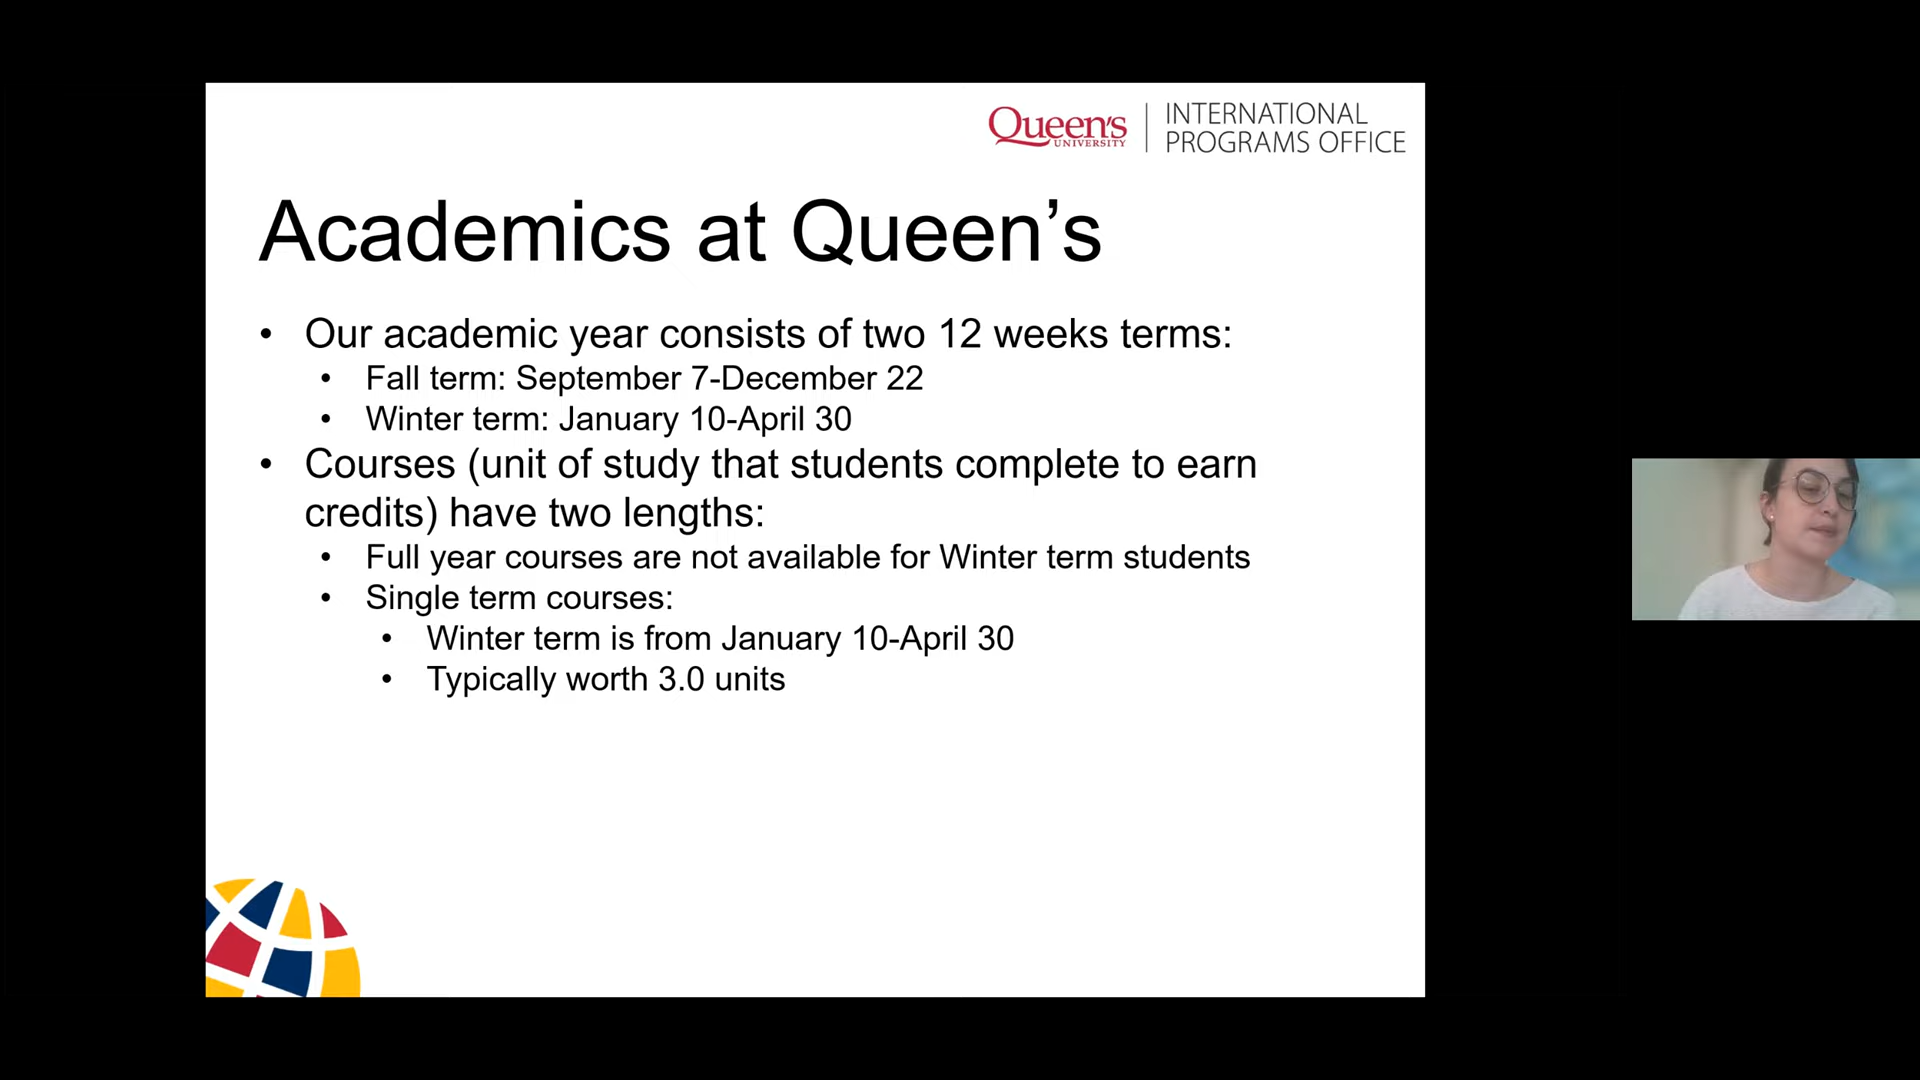 Queen's
UNIVERSITY
INTERNATIONAL
PROGRAMS OFFICE
Academics at Queen’s
• Our academic year consists of two 12 weeks terms:
• Fall term: September 7-December 22
• Winter term: January 10-April 30
• Courses (unit of study that students complete to earn
credits) have two lengths:
• Full year courses are not available for Winter term students
• Single term courses:
• Winter term is from January 10-April 30
• Typically worth 3.0 units